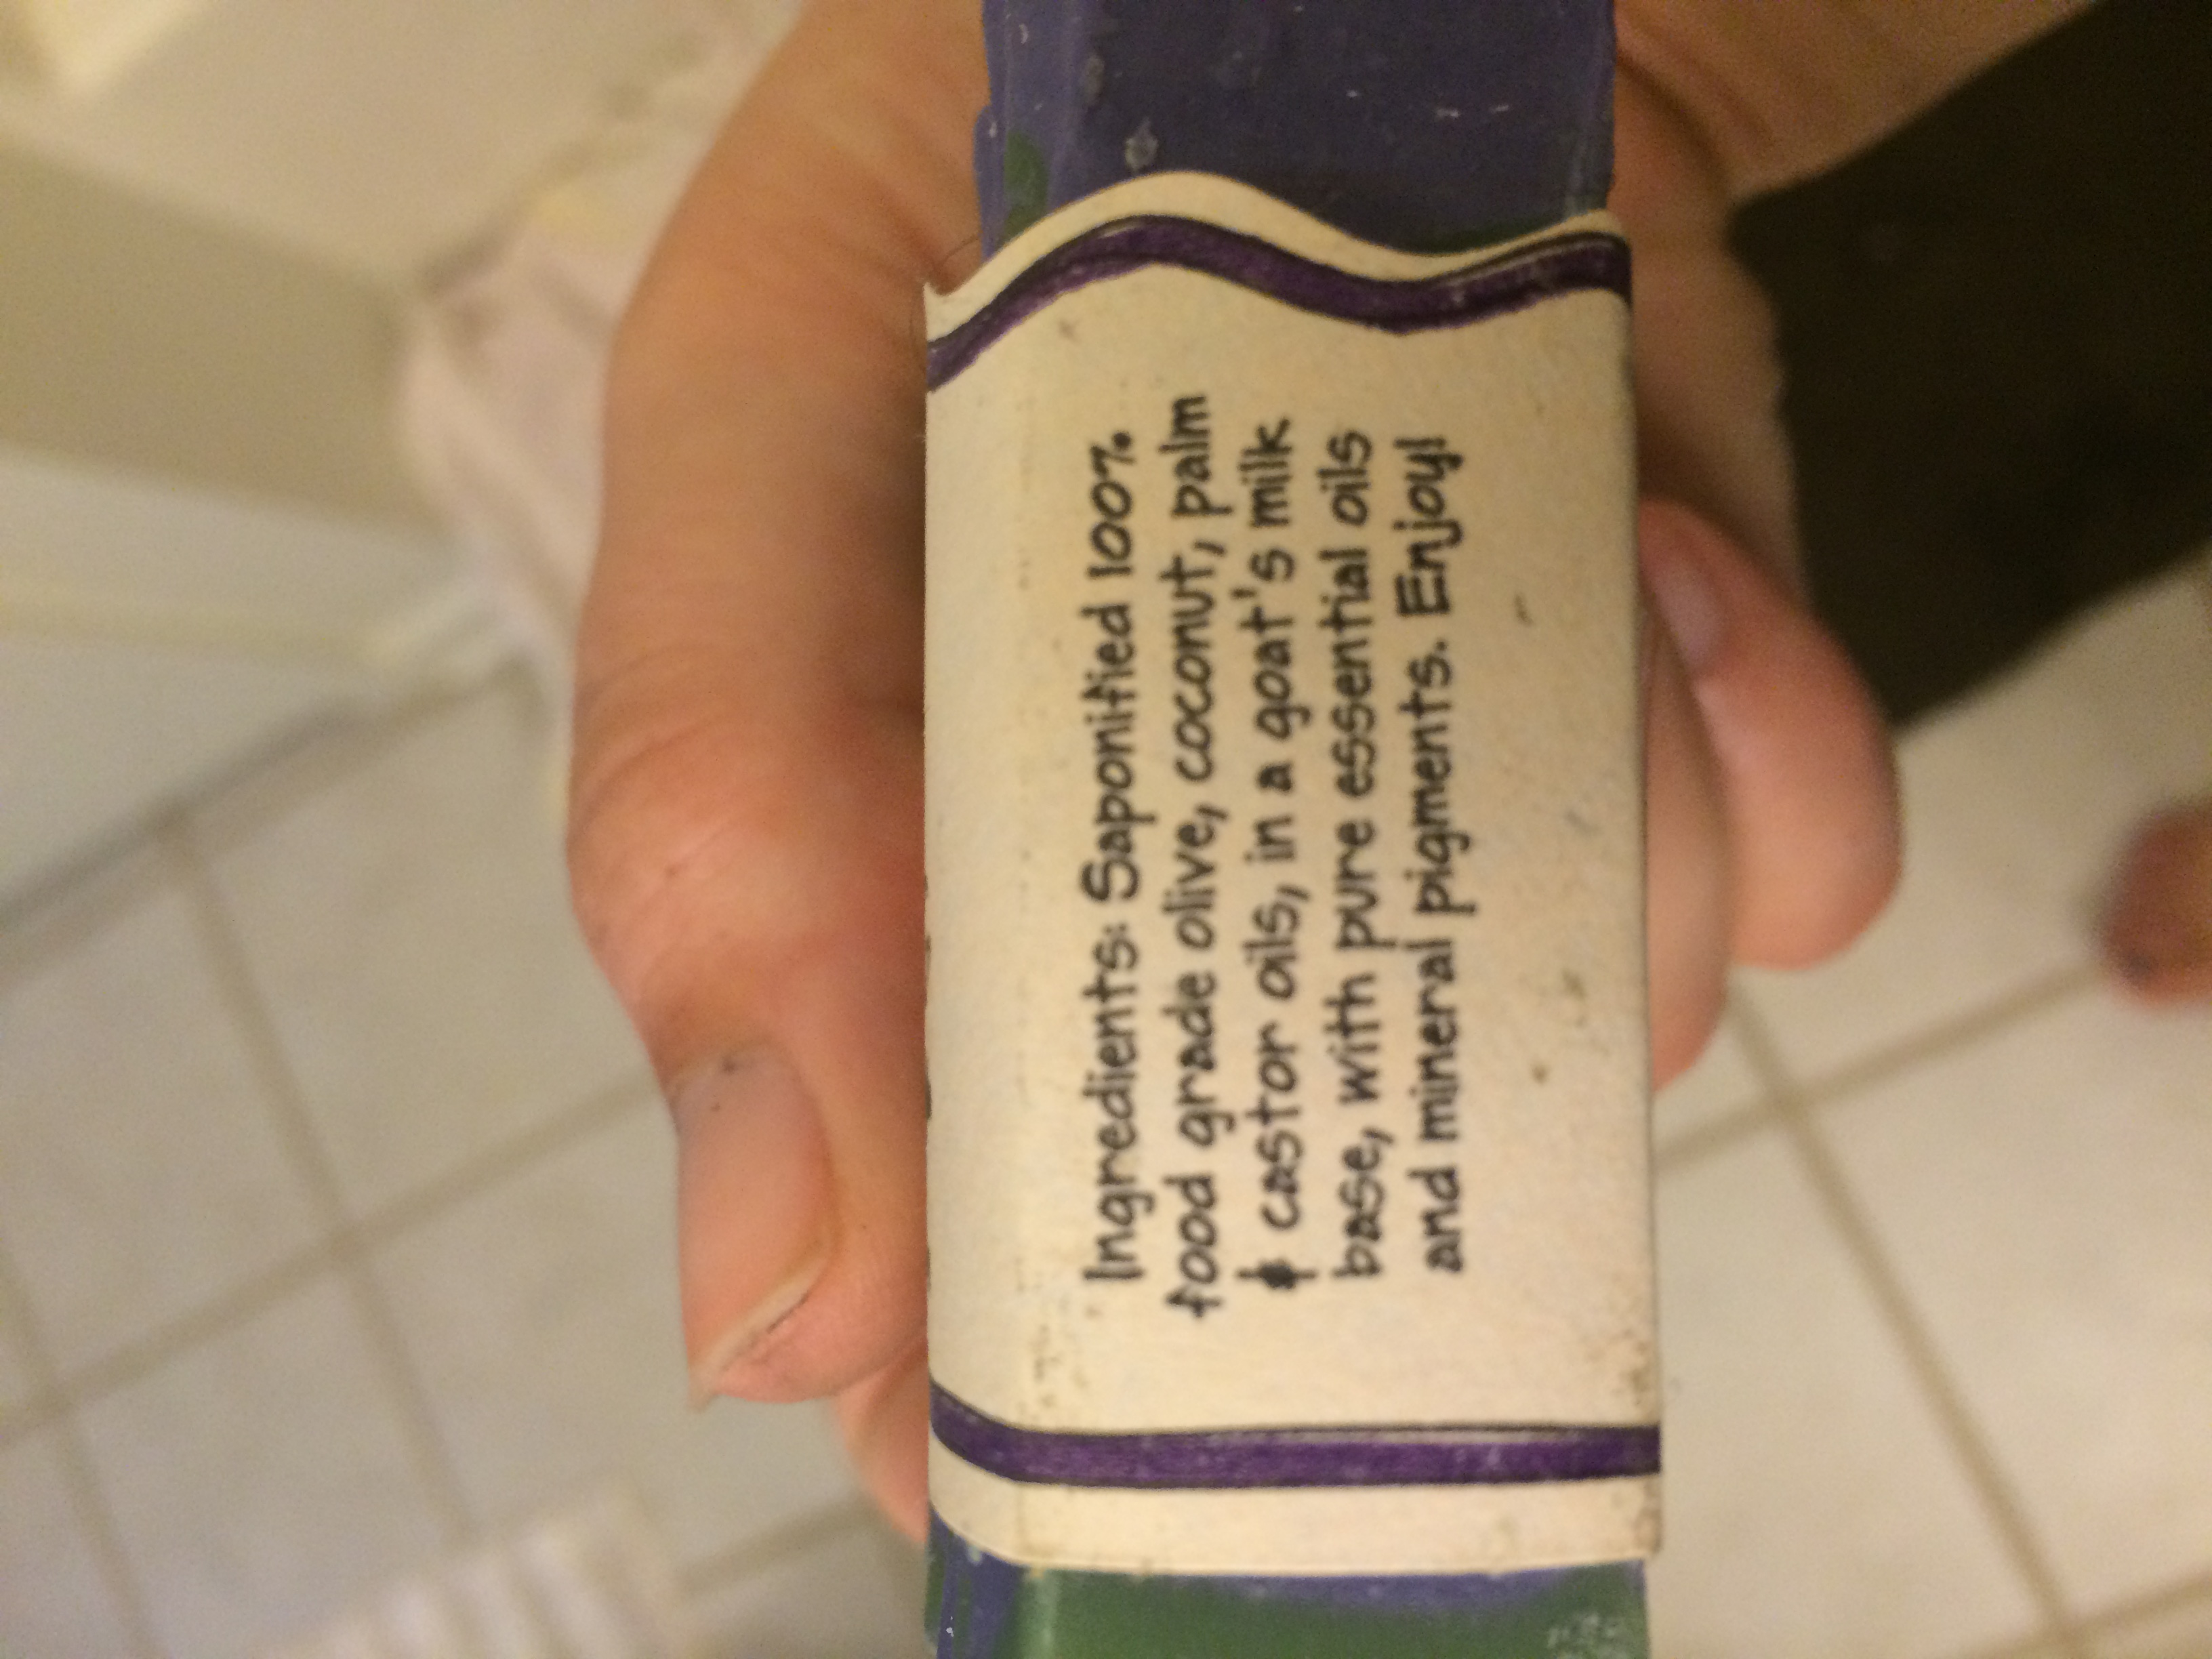 Ingredients: Saponified 100%
food grade olive, coconut, palm
& castor oils, in a goat's milk
base, with pure essential oils
and mineral pigments. Enjoy!